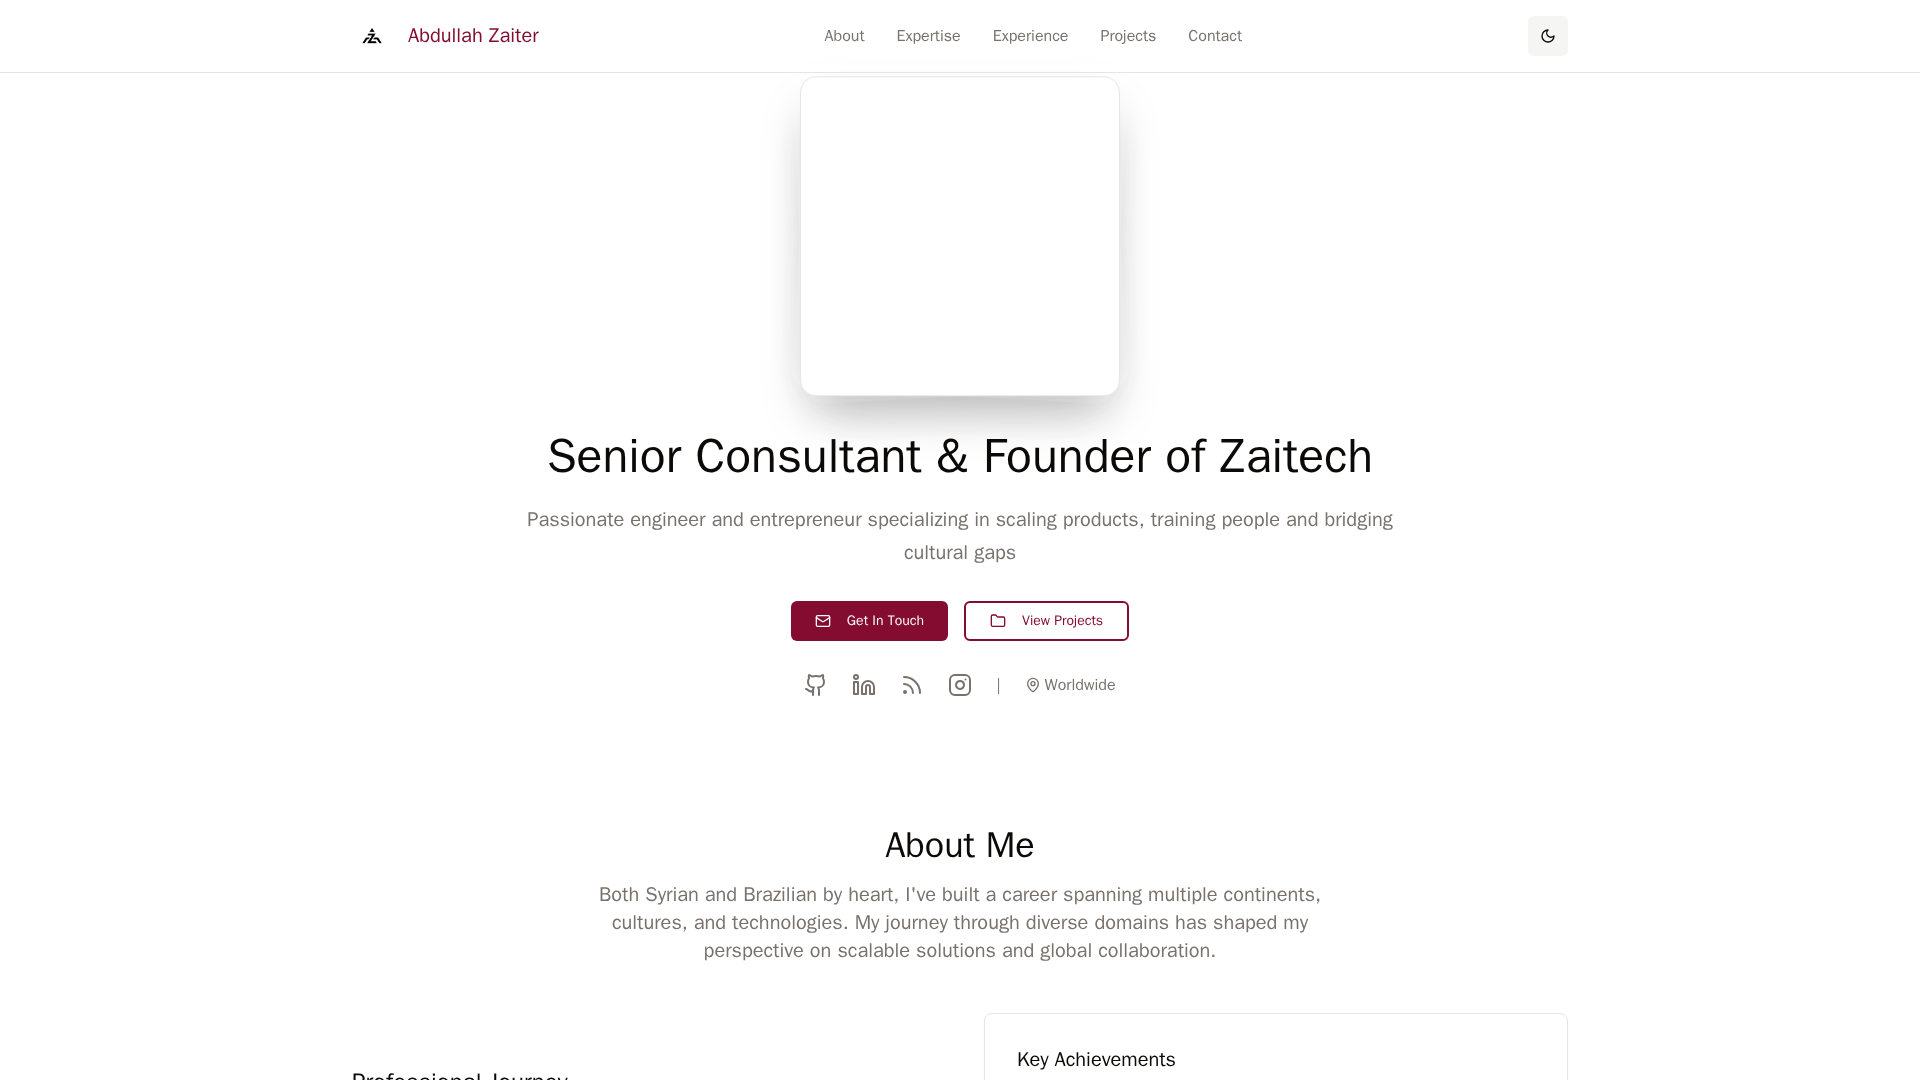 Abdullah Zaiter
About
Expertise
Experience
Projects
Contact
Senior Consultant & Founder of Zaitech
Passionate engineer and entrepreneur specializing in scaling products, training people and bridging
cultural gaps
Get In Touch
View Projects
| Worldwide
About Me
Both Syrian and Brazilian by heart, I've built a career spanning multiple continents,
cultures, and technologies. My journey through diverse domains has shaped my
perspective on scalable solutions and global collaboration.
Key Achievements
Professional Journey